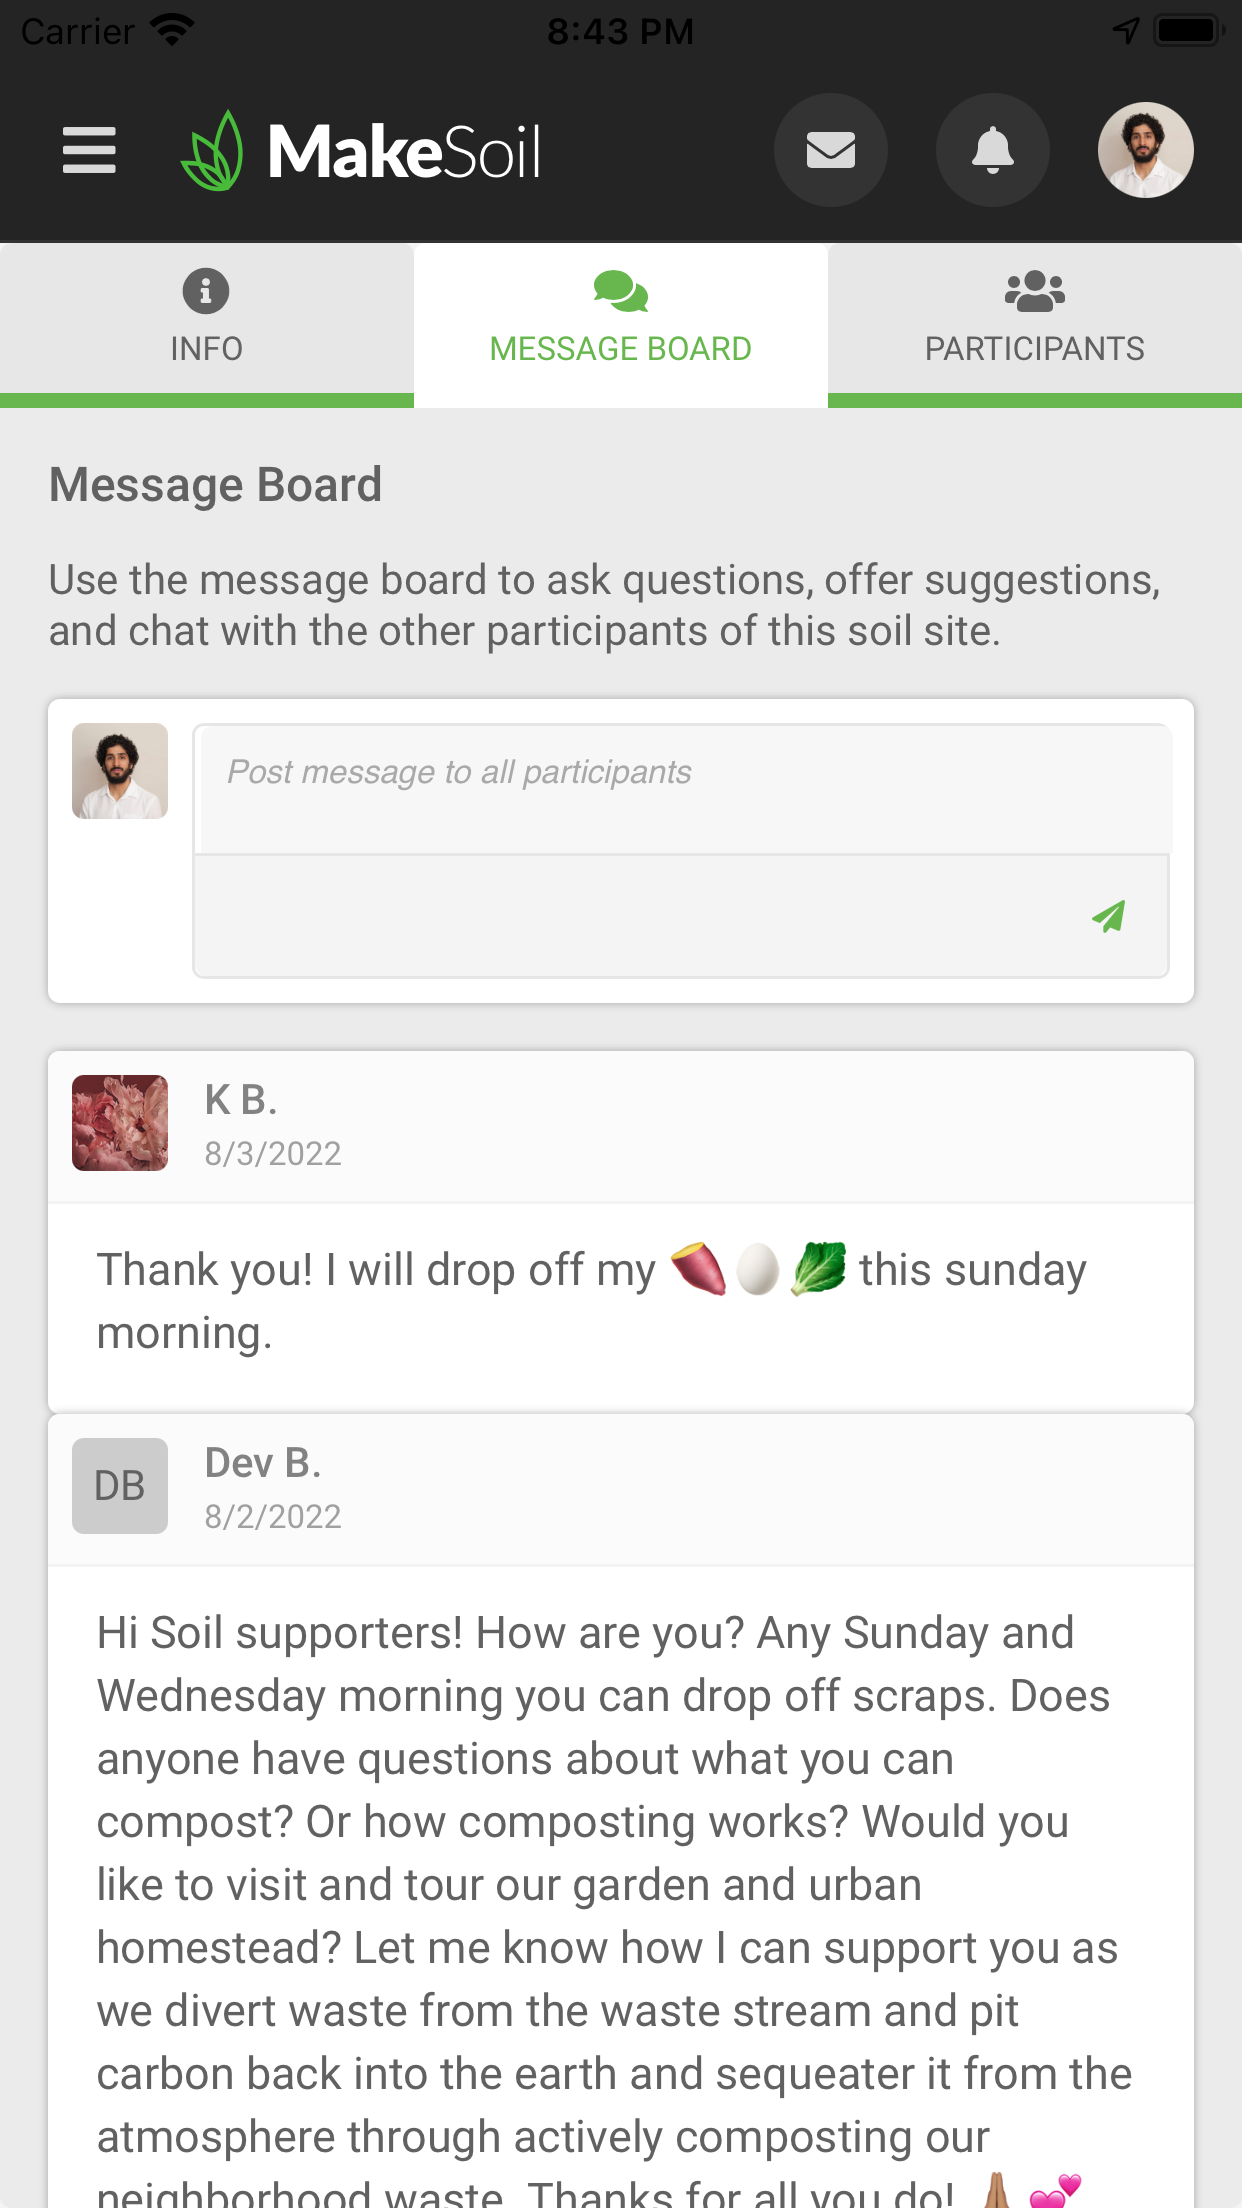 Carrier 8:43 PM
MakeSoil
INFO
MESSAGE BOARD
PARTICIPANTS
Message Board
Use the message board to ask questions, offer suggestions,
and chat with the other participants of this soil site.
Post message to all participants
K B.
8/3/2022
Thank you! I will drop off my 🍠🥚🥬 this sunday
morning.
DB
Dev B.
8/2/2022
Hi Soil supporters! How are you? Any Sunday and
Wednesday morning you can drop off scraps. Does
anyone have questions about what you can
compost? Or how composting works? Would you
like to visit and tour our garden and urban
homestead? Let me know how I can support you as
we divert waste from the waste stream and pit
carbon back into the earth and sequeater it from the
atmosphere through actively composting our
neighborhood waste. Thanks for all you do! 🙏🏽💕